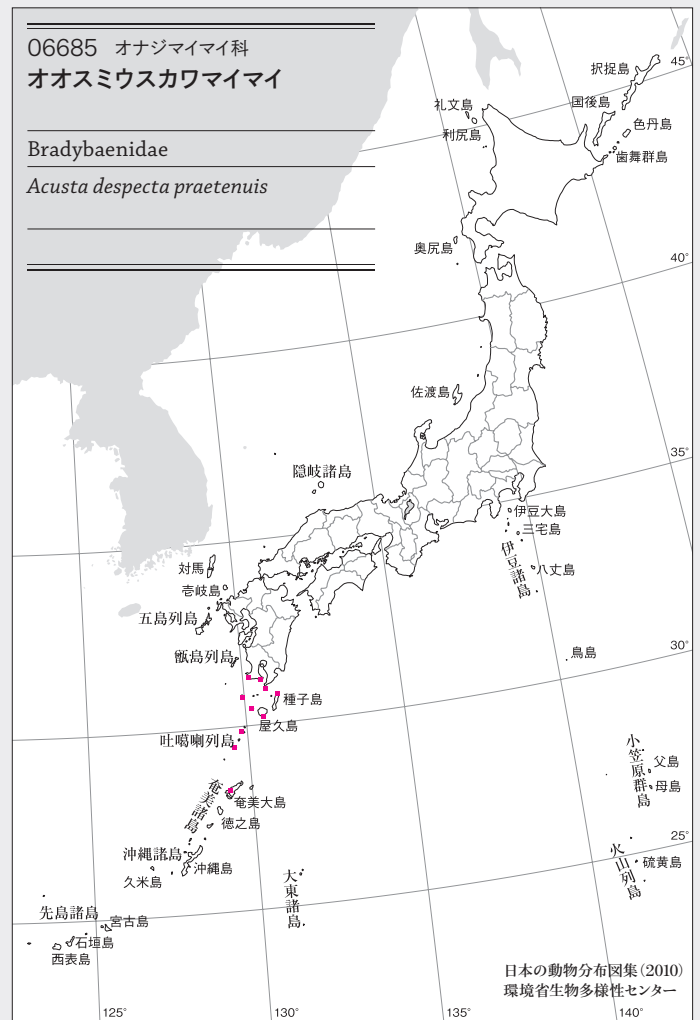 06685 オナジマイマイ科
オオスミウスカワマイマイ
Bradybaenidae
Acusta despecta praetenuis
択捉島
45°
礼文島
国後島
利尻島
色丹島
歯舞群島
奥尻島
40°
佐渡島
35°
隠岐諸島
伊豆大島
三宅島
伊豆諸島
八丈島
対馬
壱岐島
五島列島
甑島列島
鳥島
30°
種子島
屋久島
吐噶喇列島
小笠原群島
父島
母島
奄美諸島
奄美大島
徳之島
25°
沖縄諸島
沖縄島
久米島
火山列島
硫黄島
大東諸島
先島諸島
宮古島
石垣島
西表島
日本の動物分布図集(2010)
環境省生物多様性センター
125°
130°
135°
140°